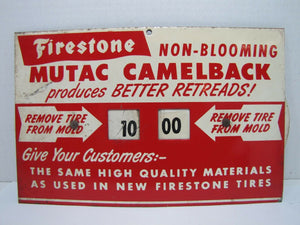 Firestone
NON-BLOOMING
MUTAC CAMELBACK
produces BETTER RETREADS!
REMOVE TIRE FROM MOLD
10 00
REMOVE TIRE FROM MOLD
Give Your Customers:-
THE SAME HIGH QUALITY MATERIALS
AS USED IN NEW FIRESTONE TIRES